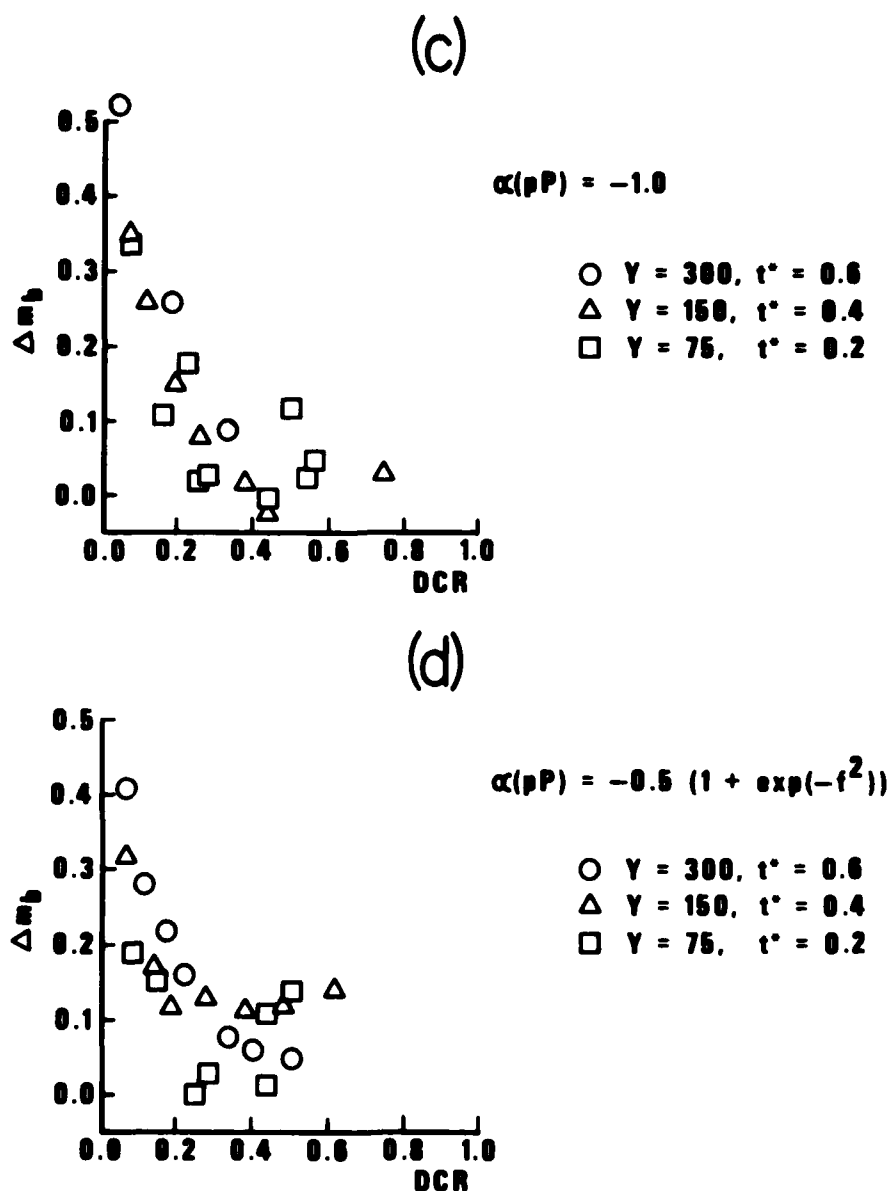 (c)
0.5
0.4
0.3
0.2
0.1
0.0
Δmb
0.0 0.2 0.4 0.6 0.8 1.0
DCR
α(pP) = -1.0
○ Y = 300, t* = 0.6
△ Y = 150, t* = 0.4
□ Y = 75, t* = 0.2
(d)
0.5
0.4
0.3
0.2
0.1
0.0
Δmb
0.0 0.2 0.4 0.6 0.8 1.0
DCR
α(pP) = -0.5 (1 + exp(-f²))
○ Y = 300, t* = 0.6
△ Y = 150, t* = 0.4
□ Y = 75, t* = 0.2